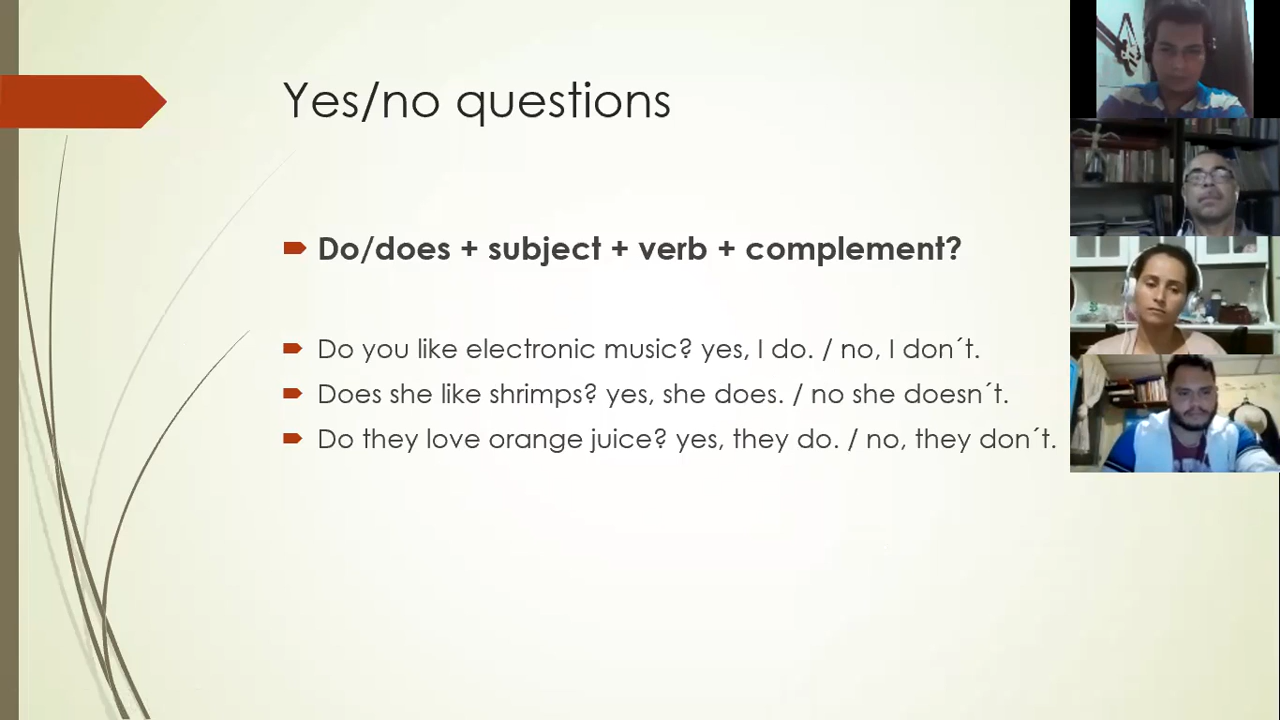 Yes/no questions
Do/does + subject + verb + complement?
Do you like electronic music? yes, I do. / no, I don´t.
Does she like shrimps? yes, she does. / no she doesn´t.
Do they love orange juice? yes, they do. / no, they don´t.